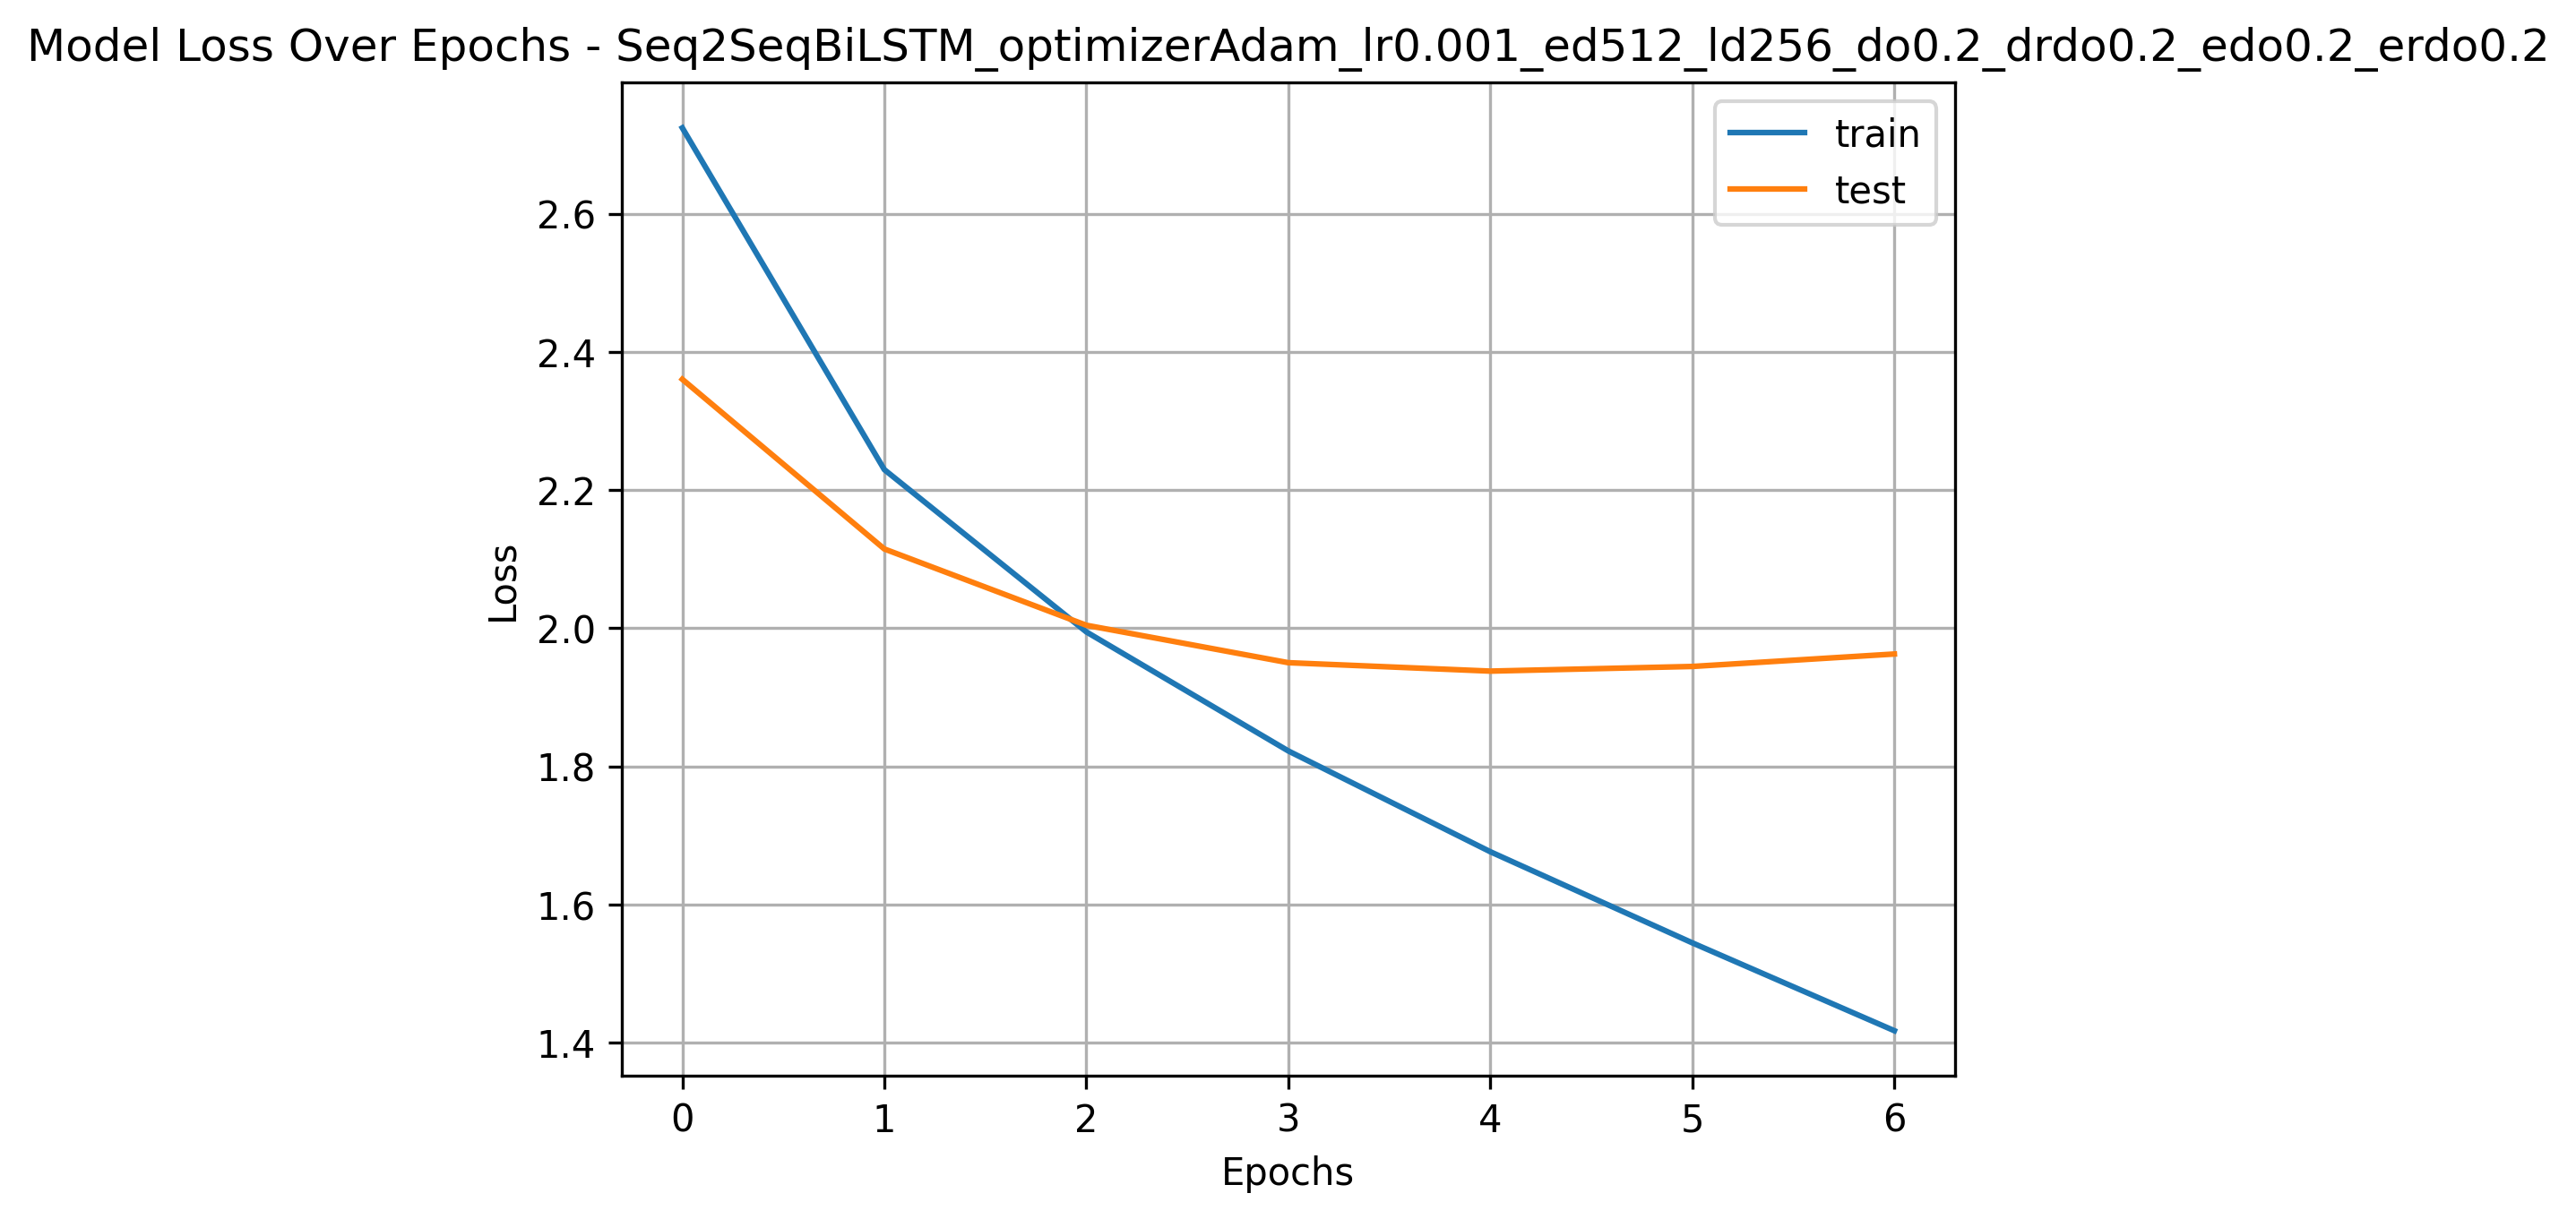 Model Loss Over Epochs - Seq2SeqBiLSTM_optimizerAdam_lr0.001_ed512_ld256_do0.2_drdo0.2_edo0.2_erdo0.2
train
test
2.6
2.4
2.2
2.0
1.8
1.6
1.4
Loss
0 1 2 3 4 5 6
Epochs